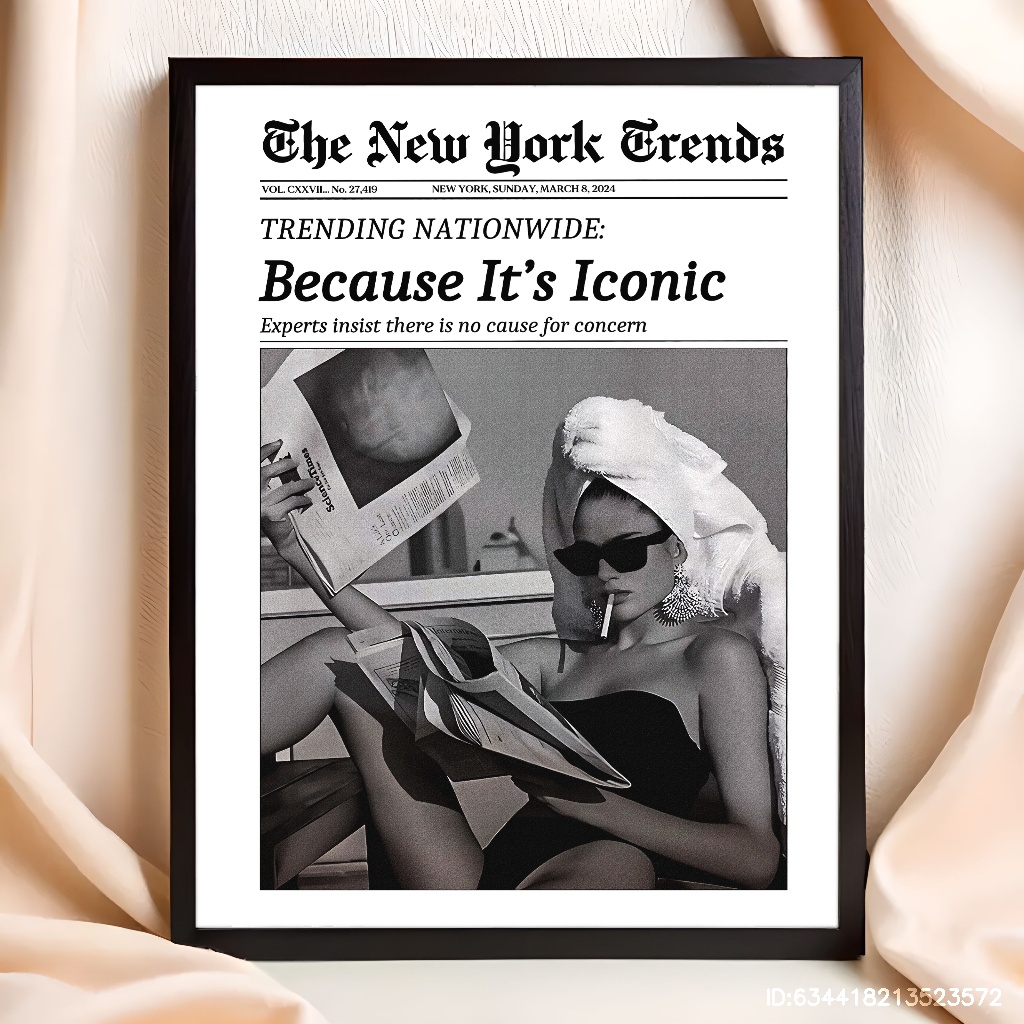 The New York Trends
VOL. CXXVII... No. 27,419 NEW YORK, SUNDAY, MARCH 8, 2024
TRENDING NATIONWIDE:
Because It's Iconic
Experts insist there is no cause for concern
ScienceTimes
ID:634418213523572